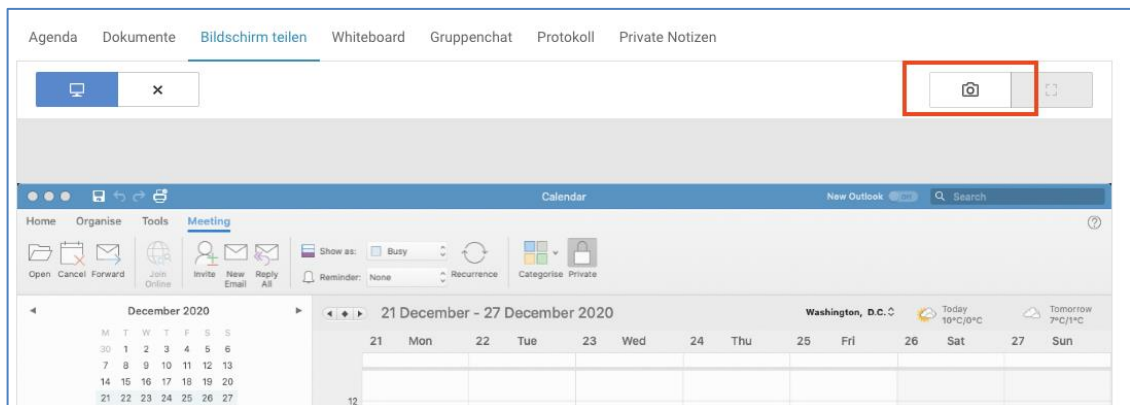 Agenda Dokumente Bildschirm teilen Whiteboard Gruppenchat Protokoll Private Notizen
Calendar New Outlook Search
Home Organise Tools Meeting
Open Cancel Forward Join Online Invite New Email Reply All Show as: Busy Recurrence Categorise Private
Reminder: None
December 2020
21 December – 27 December 2020 Washington, D.C. Today 10°C/0°C Tomorrow 7°C/1°C
M T W T F S S
21 Mon 22 Tue 23 Wed 24 Thu 25 Fri 26 Sat 27 Sun
30 1 2 3 4 5 6
7 8 9 10 11 12 13
14 15 16 17 18 19 20
21 22 23 24 25 26 27
12